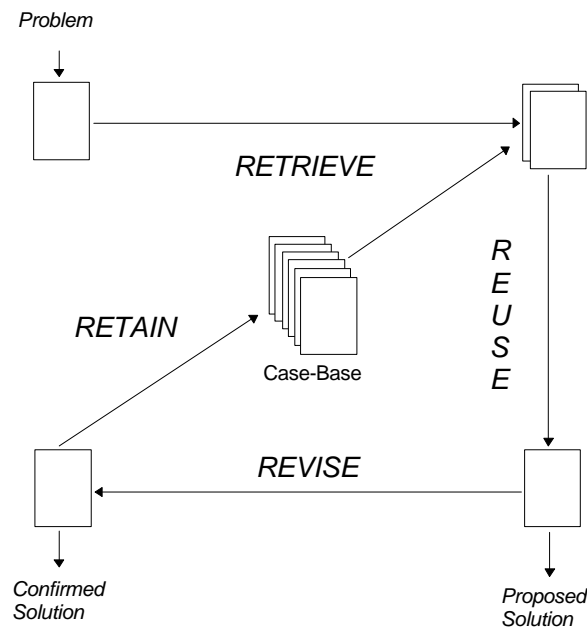 Problem
RETRIEVE
R
E
U
S
E
RETAIN
Case-Base
REVISE
Confirmed
Solution
Proposed
Solution